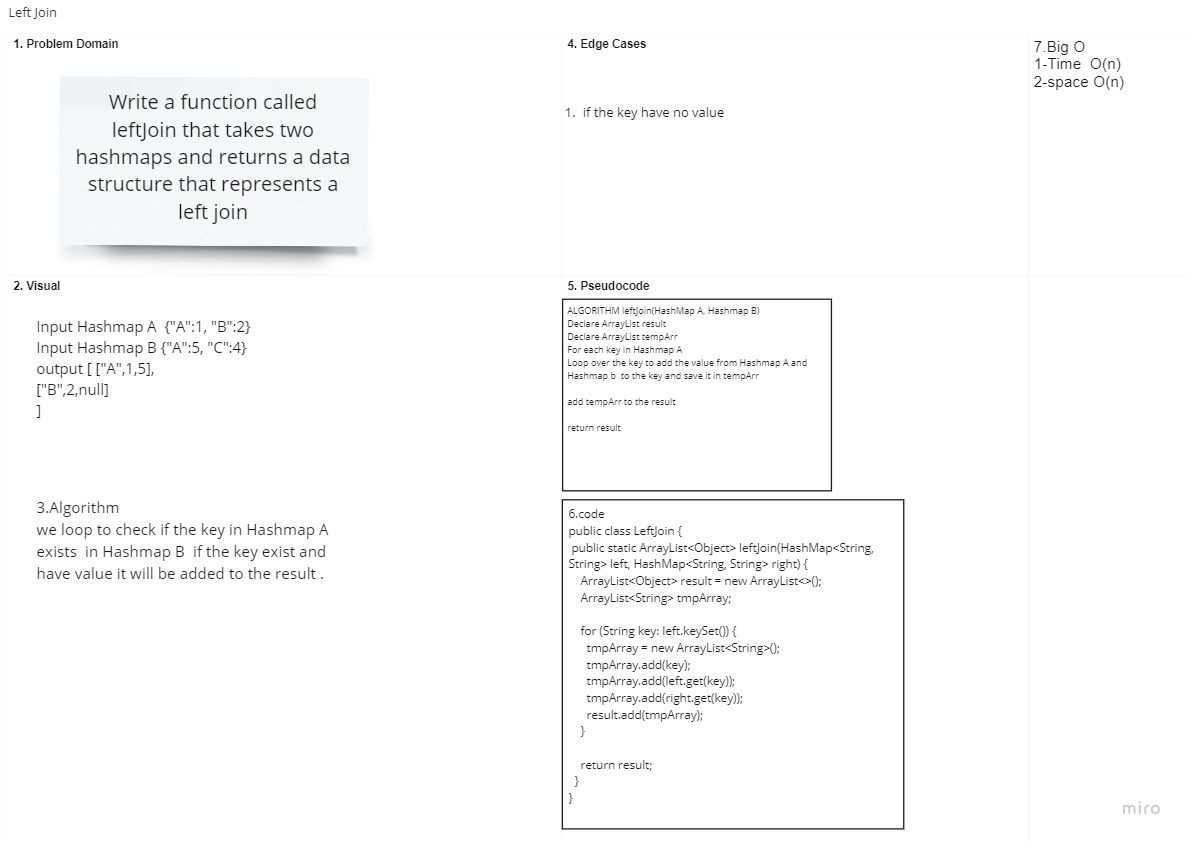 Left Join
1. Problem Domain
Write a function called
leftJoin that takes two
hashmaps and returns a data
structure that represents a
left join
2. Visual
Input Hashmap A  {"A":1, "B":2}
Input Hashmap B {"A":5, "C":4}
output [ ["A",1,5],
["B",2,null]
]
3.Algorithm
we loop to check if the key in Hashmap A
exists  in Hashmap B  if the key exist and
have value it will be added to the result .
4. Edge Cases
1.  if the key have no value
5. Pseudocode
ALGORITHM leftJoin(HashMap A, Hashmap B)
Declare ArrayList result
Declare ArrayList tempArr
For each key in Hashmap A
Loop over the key to add the value from Hashmap A and
Hashmap b  to the key and save it in tempArr
add tempArr to the result
return result
6.code
public class LeftJoin {
public static ArrayList<Object> leftJoin(HashMap<String,
String> left, HashMap<String, String> right) {
ArrayList<Object> result = new ArrayList<>();
ArrayList<String> tmpArray;
for (String key: left.keySet()) {
tmpArray = new ArrayList<String>();
tmpArray.add(key);
tmpArray.add(left.get(key));
tmpArray.add(right.get(key));
result.add(tmpArray);
}
return result;
}
}
7.Big O
1-Time  O(n)
2-space O(n)
miro